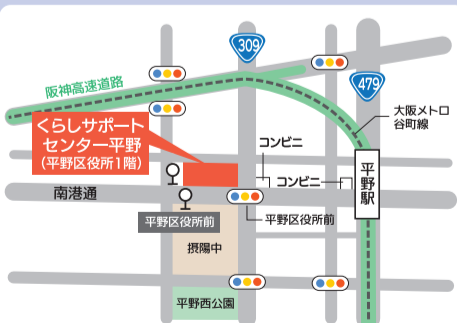 309
479
阪神高速道路
大阪メトロ
谷町線
くらしサポート
センター平野
(平野区役所1階)
コンビニ
コンビニ
平野駅
南港通
平野区役所前
平野区役所前
摂陽中
平野西公園